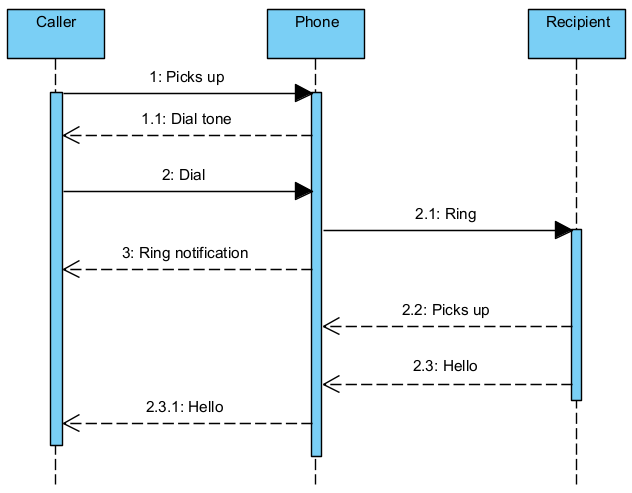 Caller
Phone
Recipient
1: Picks up
1.1: Dial tone
2: Dial
2.1: Ring
3: Ring notification
2.2: Picks up
2.3: Hello
2.3.1: Hello